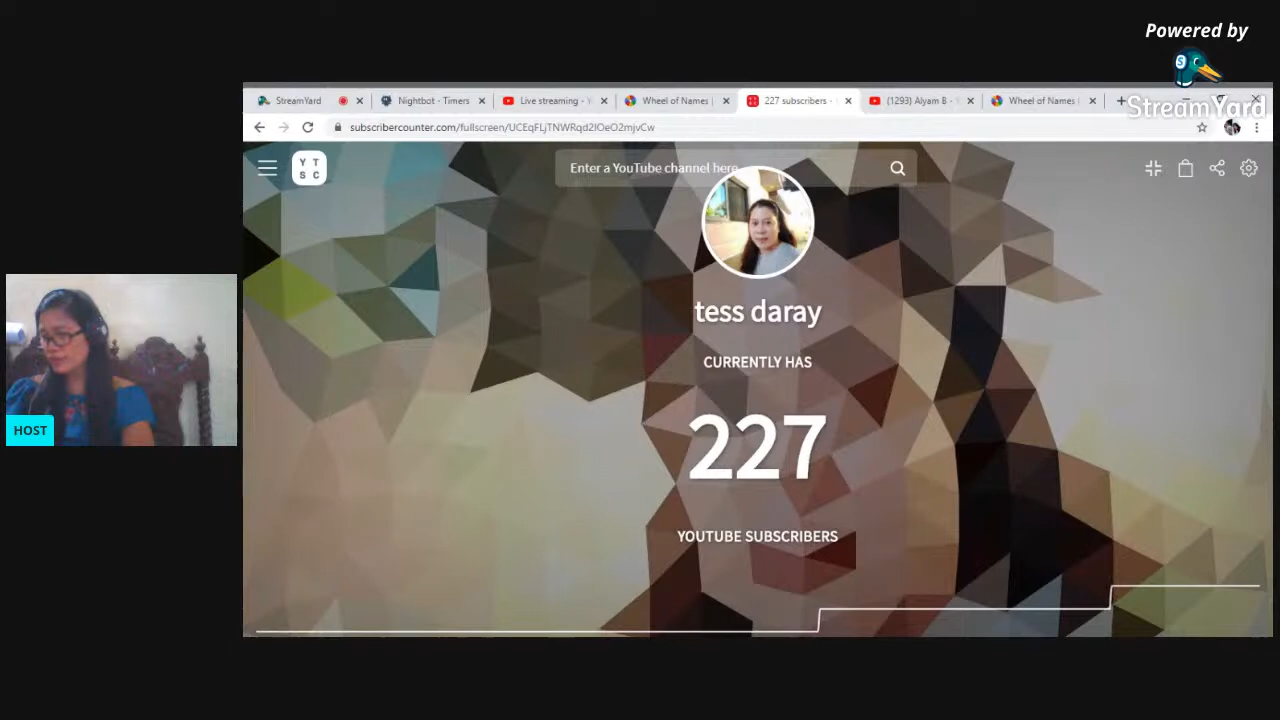 Powered by
StreamYard
StreamYard
Nightbot - Timers
Live streaming - Y
Wheel of Names |
227 subscribers -
(1293) Alyam B - Y
Wheel of Names |
subscribercounter.com/fullscreen/UCEqFLjTNWRqd2IOeO2mjvCw
Y T
S C
Enter a YouTube channel here
tess daray
CURRENTLY HAS
227
YOUTUBE SUBSCRIBERS
HOST